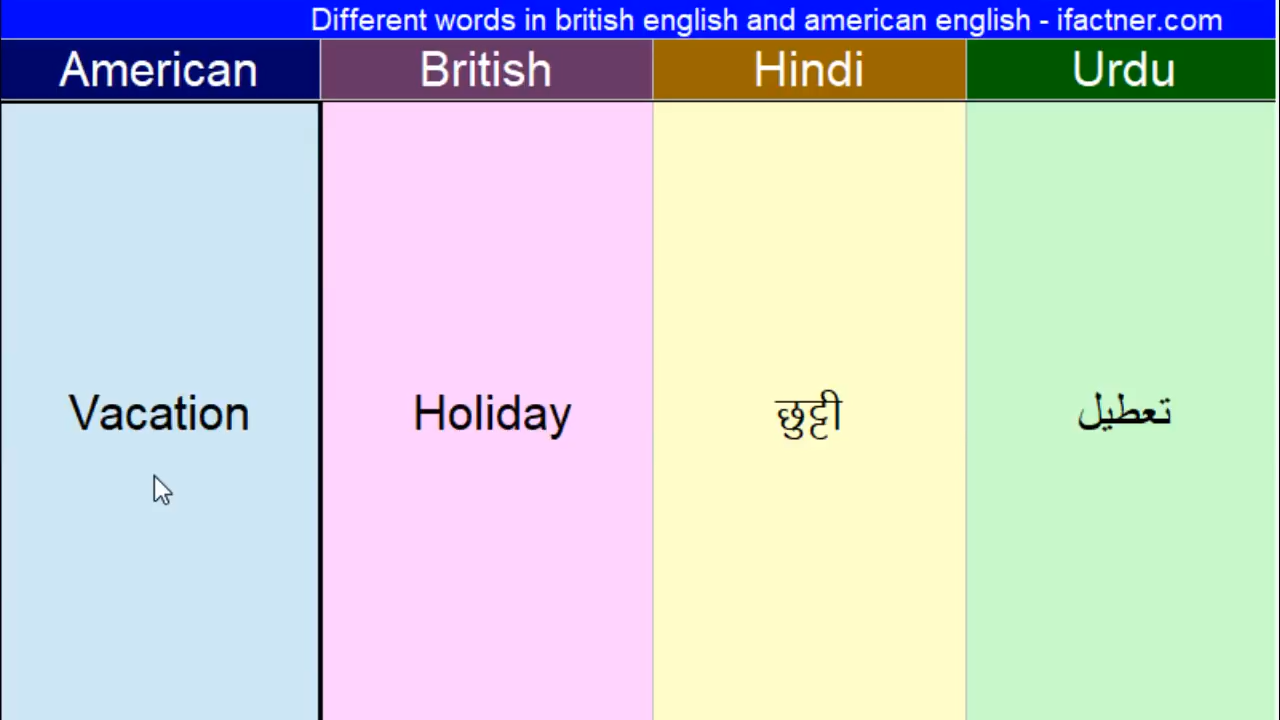 Different words in british english and american english - ifactner.com
American British Hindi Urdu
Vacation Holiday छुट्टी تعطیل